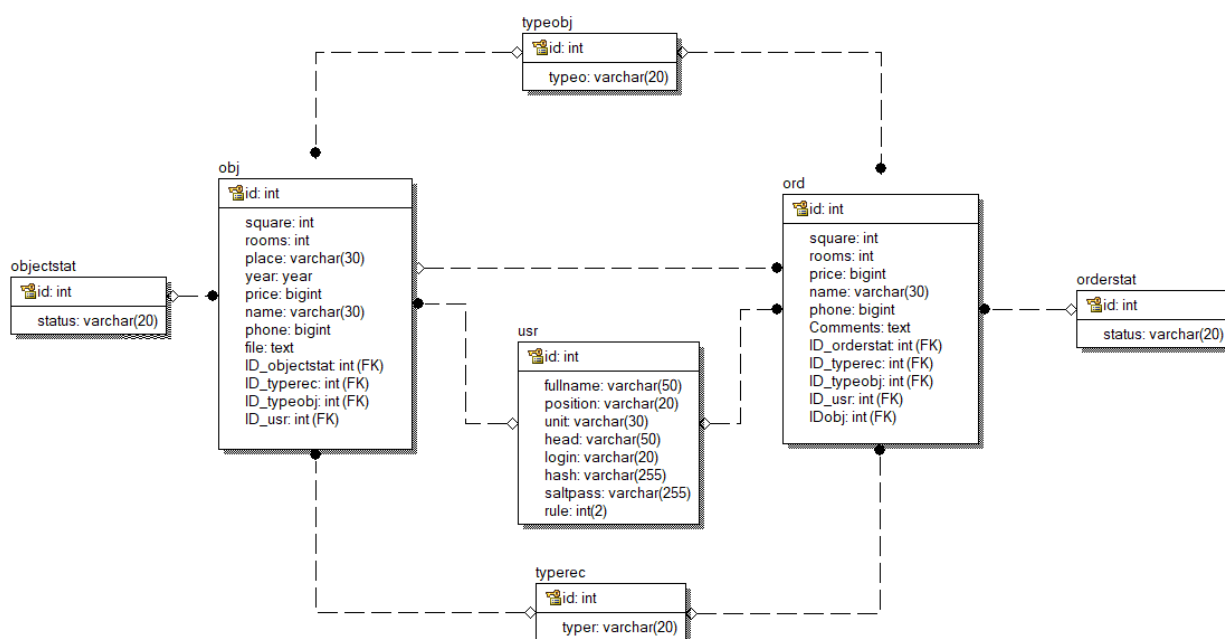 typeobj
id: int
typeo: varchar(20)
obj
id: int
square: int
rooms: int
place: varchar(30)
year: year
price: bigint
name: varchar(30)
phone: bigint
file: text
ID_objectstat: int (FK)
ID_typerec: int (FK)
ID_typeobj: int (FK)
ID_usr: int (FK)
ord
id: int
square: int
rooms: int
price: bigint
name: varchar(30)
phone: bigint
Comments: text
ID_orderstat: int (FK)
ID_typerec: int (FK)
ID_typeobj: int (FK)
ID_usr: int (FK)
IDobj: int (FK)
objectstat
id: int
status: varchar(20)
orderstat
id: int
status: varchar(20)
usr
id: int
fullname: varchar(50)
position: varchar(20)
unit: varchar(30)
head: varchar(50)
login: varchar(20)
hash: varchar(255)
saltpass: varchar(255)
rule: int(2)
typerec
id: int
typer: varchar(20)